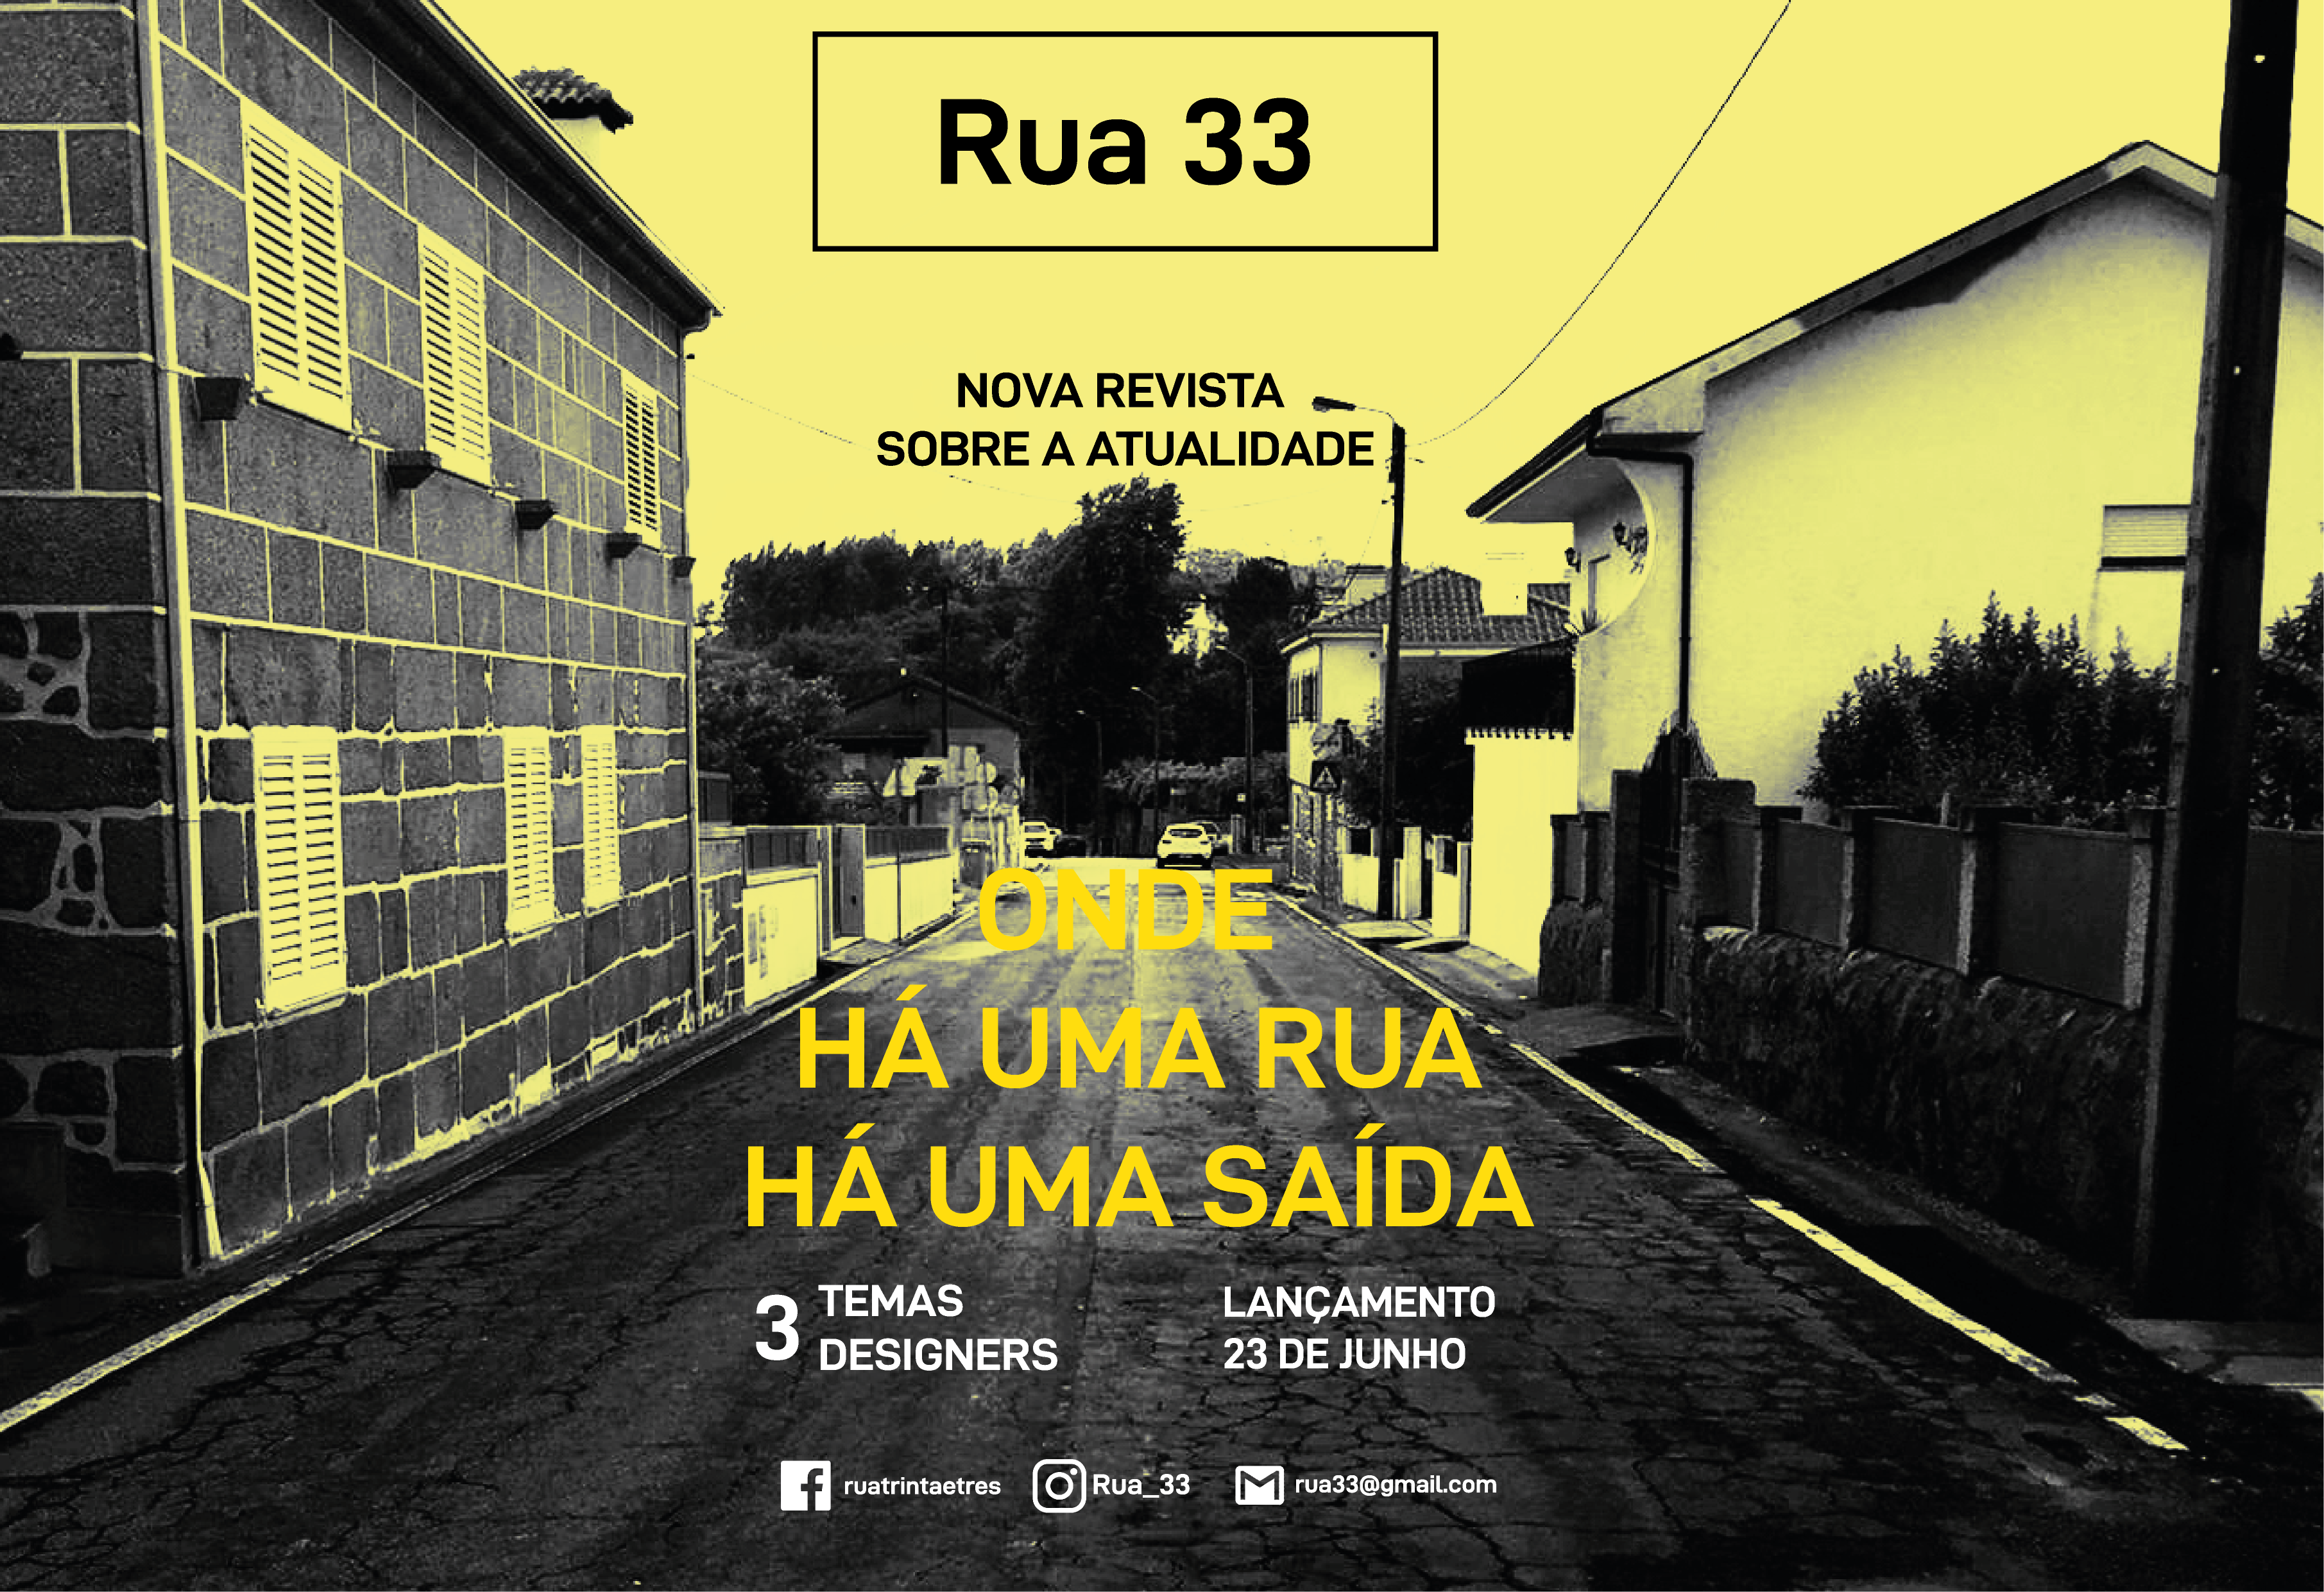 Rua 33
NOVA REVISTA
SOBRE A ATUALIDADE
ONDE
HÁ UMA RUA
HÁ UMA SAÍDA
3 TEMAS
DESIGNERS
LANÇAMENTO
23 DE JUNHO
ruatrintaetres
Rua_33
rua33@gmail.com